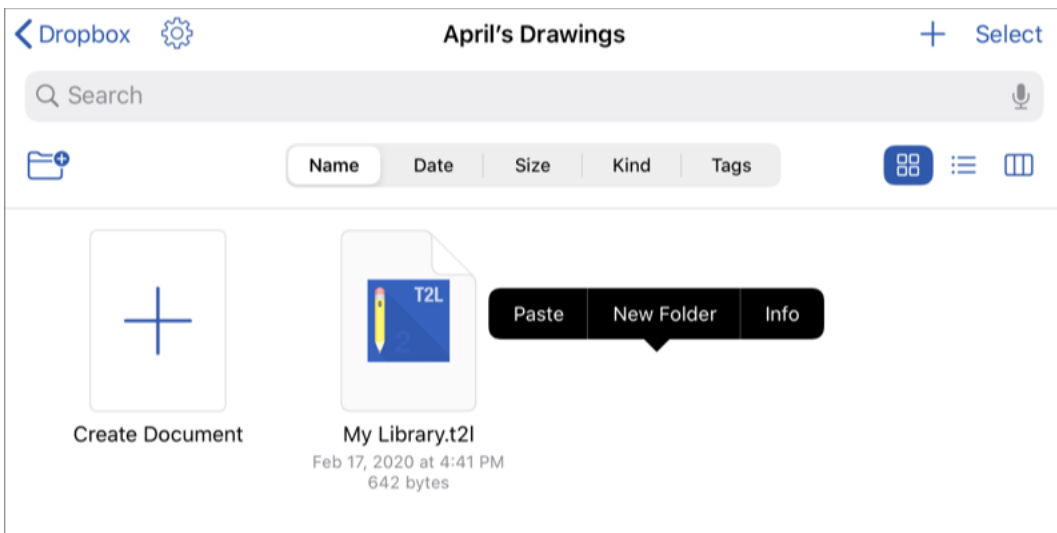 Dropbox
April's Drawings
Select
Search
Name Date Size Kind Tags
T2L
2
Paste New Folder Info
Create Document
My Library.t2l
Feb 17, 2020 at 4:41 PM
642 bytes